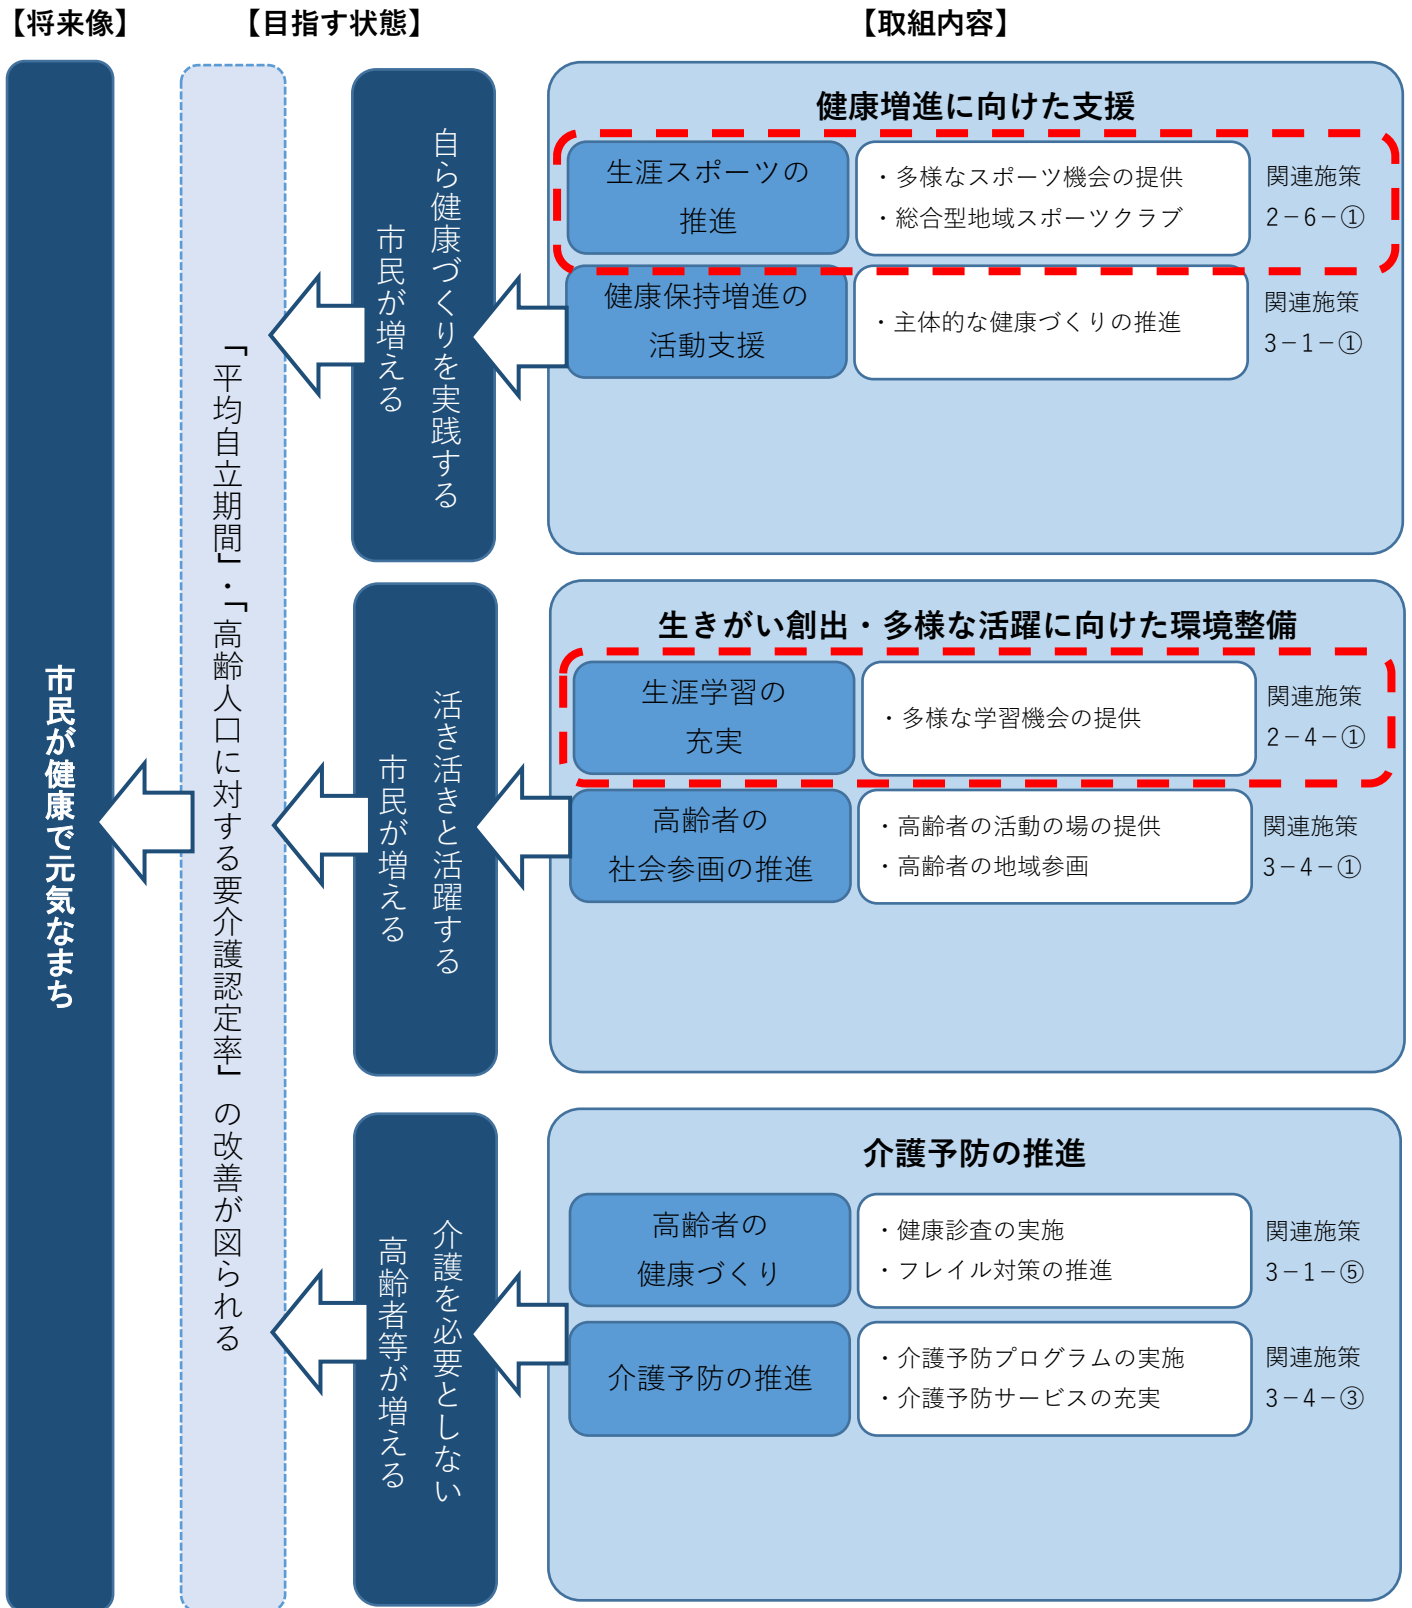 【将来像】
【目指す状態】
【取組内容】
市民が健康で元気なまち
「平均自立期間」・「高齢人口に対する要介護認定率」の改善が図られる
自ら健康づくりを実践する
市民が増える
健康増進に向けた支援
生涯スポーツの
推進
・多様なスポーツ機会の提供
・総合型地域スポーツクラブ
関連施策
2−6−①
健康保持増進の
活動支援
・主体的な健康づくりの推進
関連施策
3−1−①
活き活きと活躍する
市民が増える
生きがい創出・多様な活躍に向けた環境整備
生涯学習の
充実
・多様な学習機会の提供
関連施策
2−4−①
高齢者の
社会参画の推進
・高齢者の活動の場の提供
・高齢者の地域参画
関連施策
3−4−①
介護を必要としない
高齢者等が増える
介護予防の推進
高齢者の
健康づくり
・健康診査の実施
・フレイル対策の推進
関連施策
3−1−⑤
介護予防の推進
・介護予防プログラムの実施
・介護予防サービスの充実
関連施策
3−4−③